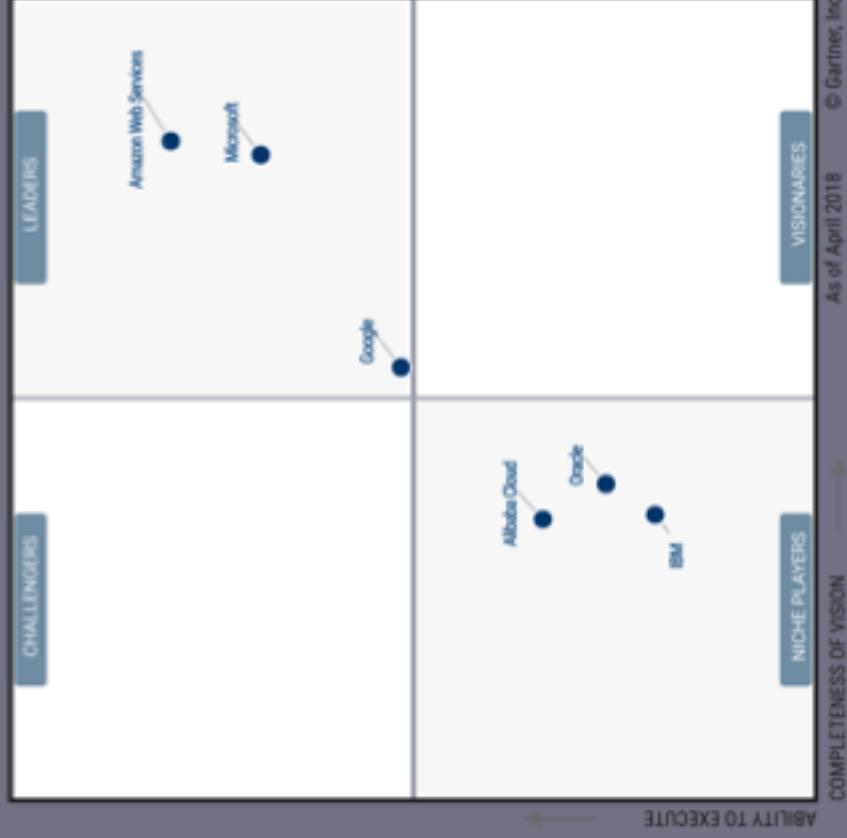 CHALLENGERS
LEADERS
Amazon Web Services
Microsoft
Google
Alibaba Cloud
Oracle
IBM
NICHE PLAYERS
VISIONARIES
ABILITY TO EXECUTE
COMPLETENESS OF VISION
As of April 2018
© Gartner, Inc